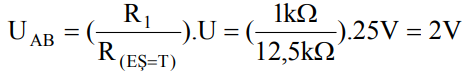 U_AB = (R_1 / R_(EŞ=T)).U = (1kΩ / 12,5kΩ).25V = 2V